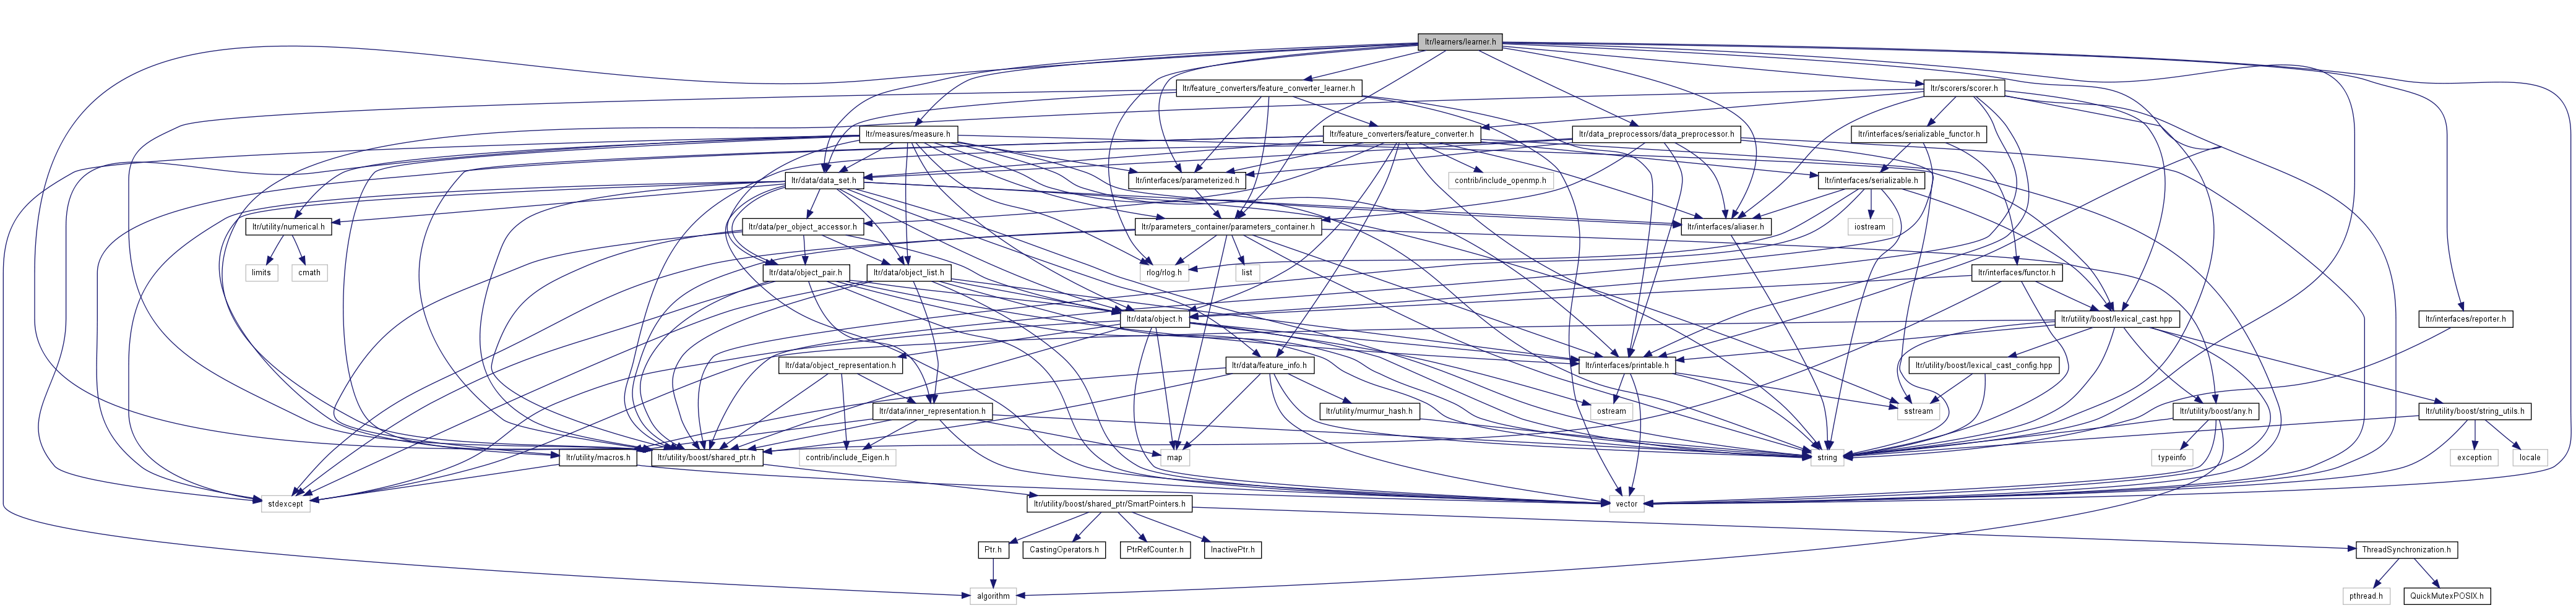 ltr/learners/learner.h
ltr/feature_converters/feature_converter_learner.h
ltr/scorers/scorer.h
ltr/measures/measure.h
ltr/feature_converters/feature_converter.h
ltr/data_preprocessors/data_preprocessor.h
ltr/interfaces/serializable_functor.h
ltr/data/data_set.h
ltr/interfaces/parameterized.h
contrib/include_openmp.h
ltr/interfaces/serializable.h
ltr/utility/numerical.h
ltr/data/per_object_accessor.h
ltr/parameters_container/parameters_container.h
ltr/interfaces/aliaser.h
iostream
limits
cmath
ltr/data/object_pair.h
ltr/data/object_list.h
rlog/rlog.h
list
ltr/interfaces/functor.h
ltr/data/object.h
ltr/utility/boost/lexical_cast.hpp
ltr/interfaces/reporter.h
ltr/data/object_representation.h
ltr/data/feature_info.h
ltr/interfaces/printable.h
ltr/utility/boost/lexical_cast_config.hpp
ltr/data/inner_representation.h
ltr/utility/murmur_hash.h
ostream
sstream
ltr/utility/boost/any.h
ltr/utility/boost/string_utils.h
ltr/utility/macros.h
ltr/utility/boost/shared_ptr.h
contrib/include_Eigen.h
map
string
typeinfo
exception
locale
stdexcept
ltr/utility/boost/shared_ptr/SmartPointers.h
vector
Ptr.h
CastingOperators.h
PtrRefCounter.h
InactivePtr.h
ThreadSynchronization.h
algorithm
pthread.h
QuickMutexPOSIX.h